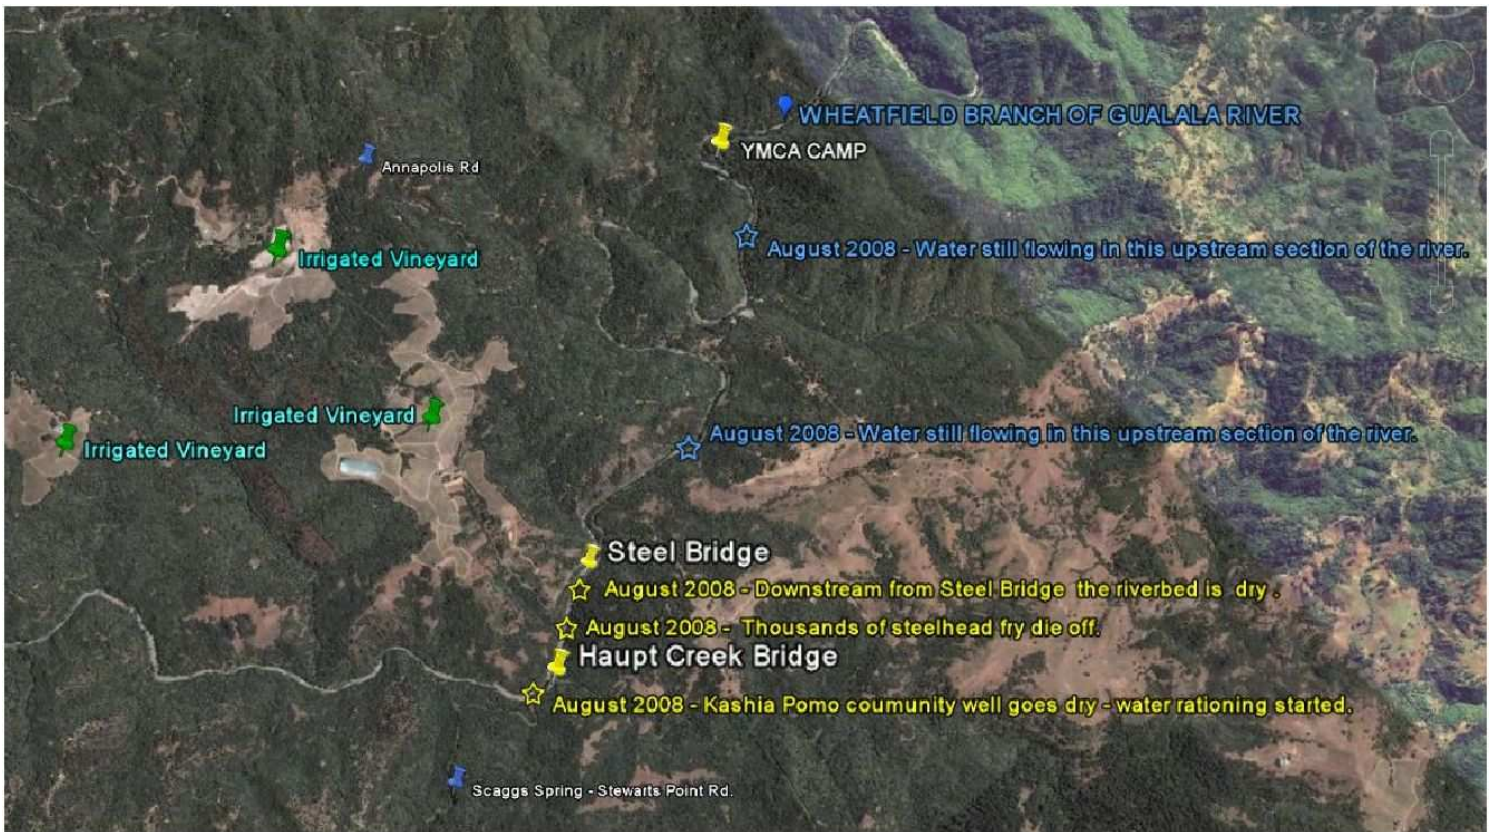 WHEATFIELD BRANCH OF GUALALA RIVER
YMCA CAMP
Annapolis Rd
August 2008 - Water still flowing in this upstream section of the river.
Irrigated Vineyard
Irrigated Vineyard
August 2008 - Water still flowing in this upstream section of the river.
Irrigated Vineyard
Steel Bridge
August 2008 - Downstream from Steel Bridge the riverbed is dry .
August 2008 - Thousands of steelhead fry die off.
Haupt Creek Bridge
August 2008 - Kashia Pomo coumunity well goes dry - water rationing started.
Scaggs Spring - Stewarts Point Rd.